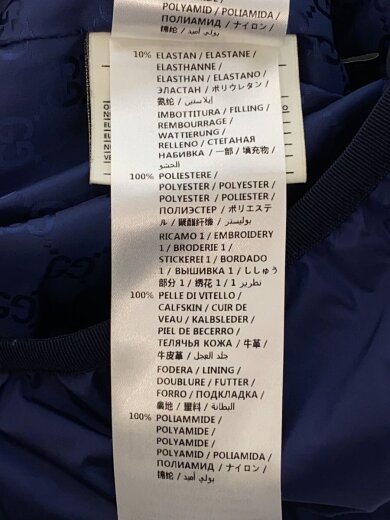 POLYAMIDE /
POLYAMID / POLIAMIDA /
ПОЛИАМИД / ナイロン /
锦纶 / بولي أميد
10% ELASTAN / ELASTANE /
ELASTHANNE /
ELASTHAN / ELASTANO /
ЭЛАСТАН / ポリウレタン /
氨纶 / إيلاستين
IMBOTTITURA / FILLING /
REMBOURRAGE /
WATTIERUNG /
RELLENO / СТЕГАНАЯ
НАБИВКА / 一部 / 填充物 /
الحشو
100% POLIESTERE /
POLYESTER / POLYESTER /
POLYESTER / POLIESTER /
ПОЛИЭСТЕР / ポリエステ
ル / 聚酯纤维 / بوليستر
RICAMO 1 / EMBROIDERY
1 / BRODERIE 1 /
STICKEREI 1 / BORDADO
1 / ВЫШИВКА 1 / ししゅう
部分 1 / 绣花 1 / تطريز 1
100% PELLE DI VITELLO /
CALFSKIN / CUIR DE
VEAU / KALBSLEDER /
PIEL DE BECERRO /
ТЕЛЯЧЬЯ КОЖА / 牛革 /
牛皮革 / جلد العجل
FODERA / LINING /
DOUBLURE / FUTTER /
FORRO / ПОДКЛАДКА /
裏地 / 里料 / البطانة
100% POLIAMMIDE /
POLYAMIDE /
POLYAMIDE /
POLYAMID / POLIAMIDA /
ПОЛИАМИД / ナイロン /
锦纶 / بولي أميد